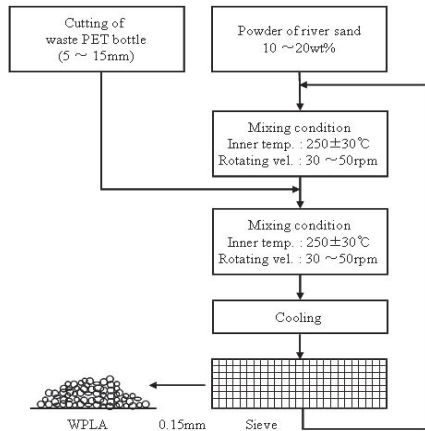 Cutting of
waste PET bottle
(5 ～ 15mm)
Powder of river sand
10 ～20wt%
Mixing condition
Inner temp. : 250±30℃
Rotating vel. : 30 ～50rpm
Mixing condition
Inner temp. : 250±30℃
Rotating vel. : 30 ～50rpm
Cooling
WPLA 0.15mm Sieve